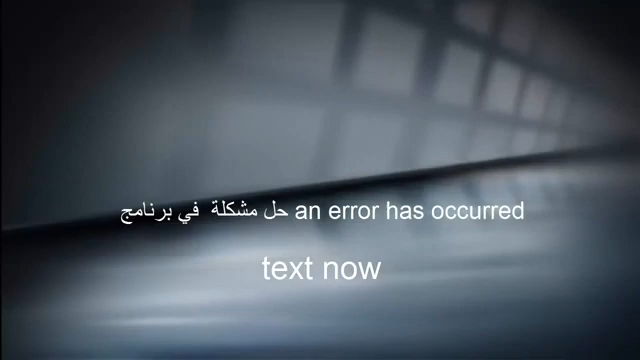 حل مشكلة  في برنامج an error has occurred
text now